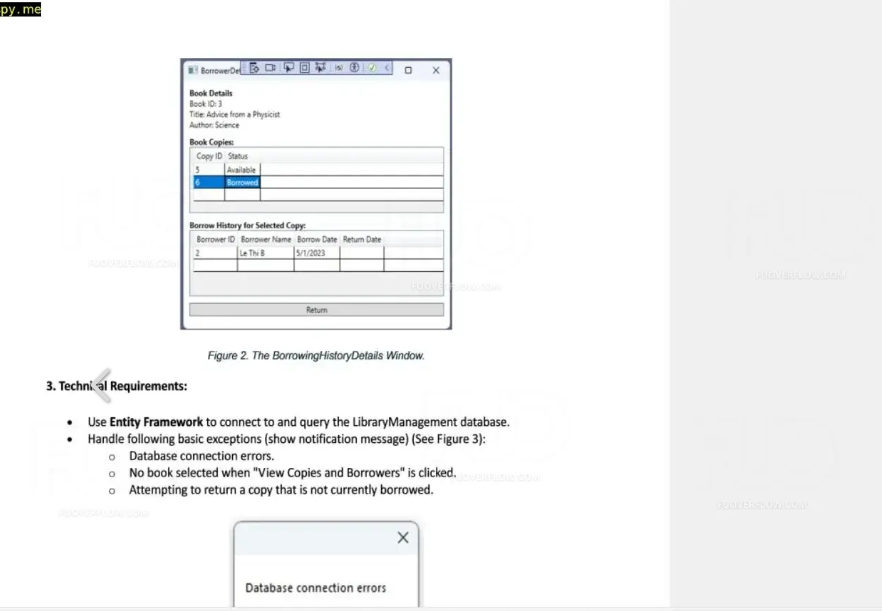 py.me
BorrowerDe
Book Details
Book ID: 3
Title: Advice from a Physicist
Author: Science
Book Copies:
Copy ID Status
5 Available
6 Borrowed
Borrow History for Selected Copy:
Borrower ID Borrower Name Borrow Date Return Date
2 Le Thi B 5/1/2023
Return
Figure 2. The BorrowingHistoryDetails Window.
3. Technical Requirements:
• Use Entity Framework to connect to and query the LibraryManagement database.
• Handle following basic exceptions (show notification message) (See Figure 3):
o Database connection errors.
o No book selected when "View Copies and Borrowers" is clicked.
o Attempting to return a copy that is not currently borrowed.
Database connection errors